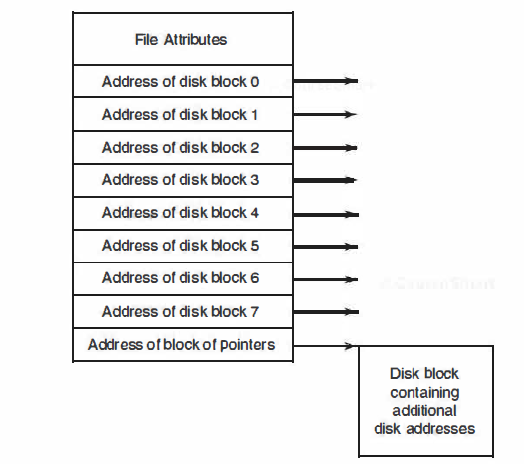 File Attributes
Address of disk block 0
Address of disk block 1
Address of disk block 2
Address of disk block 3
Address of disk block 4
Address of disk block 5
Address of disk block 6
Address of disk block 7
Address of block of pointers
Disk block
containing
additional
disk addresses